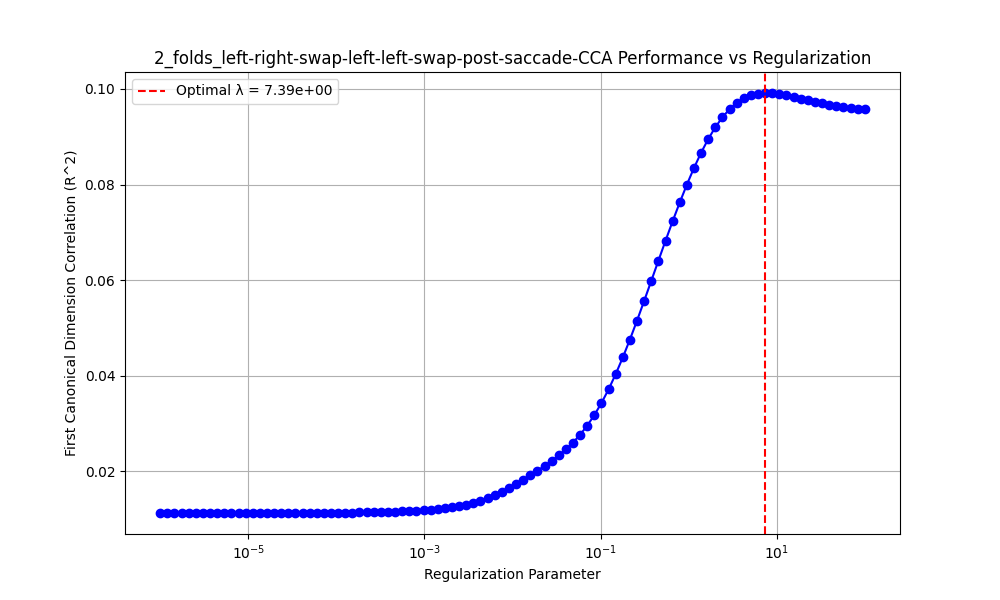 2_folds_left-right-swap-left-left-swap-post-saccade-CCA Performance vs Regularization
Optimal λ = 7.39e+00
First Canonical Dimension Correlation (R^2)
0.10
0.08
0.06
0.04
0.02
10^-5
10^-3
10^-1
10^1
Regularization Parameter